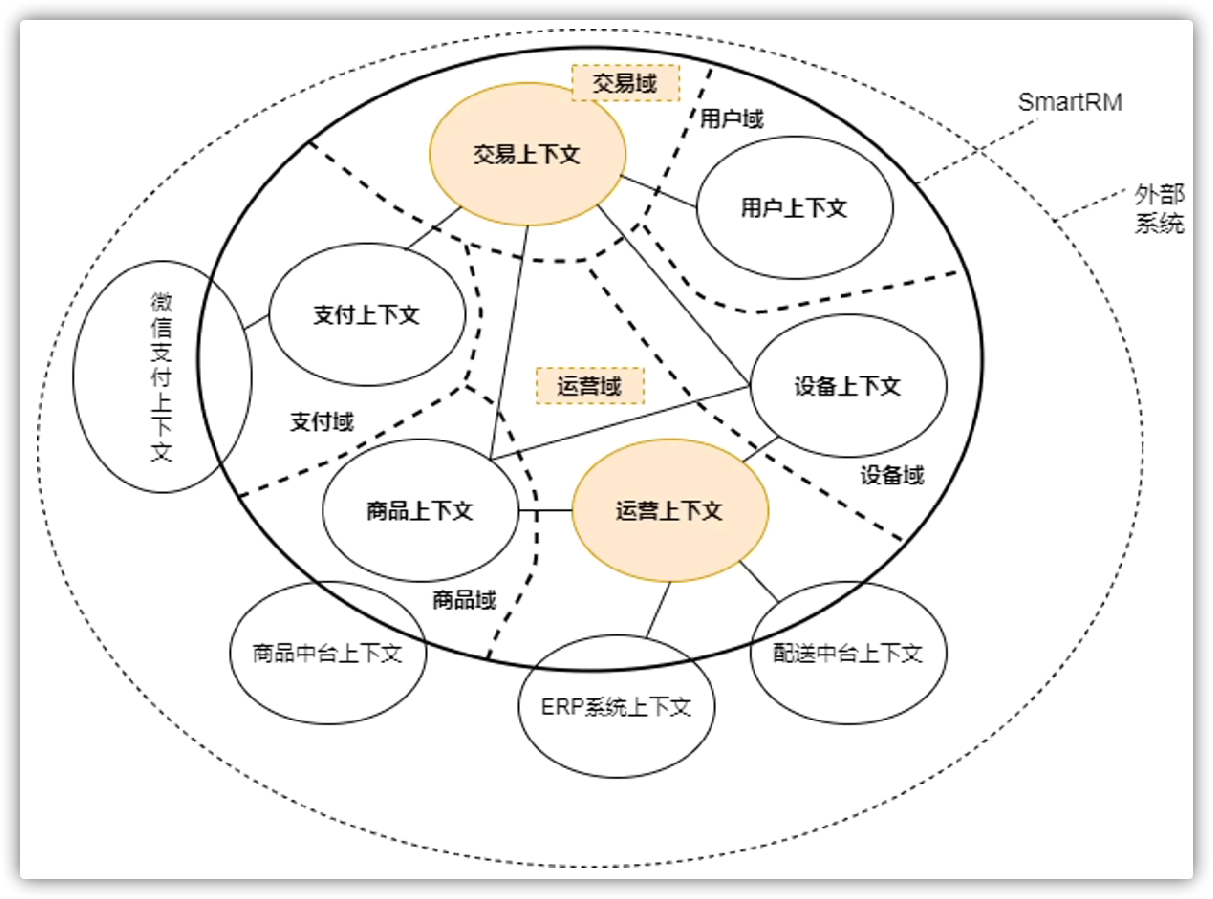 交易域
用户域
SmartRM
交易上下文
用户上下文
外部
系统
微信支付上下文
支付上下文
运营域
设备上下文
支付域
设备域
商品上下文
运营上下文
商品域
商品中台上下文
配送中台上下文
ERP系统上下文